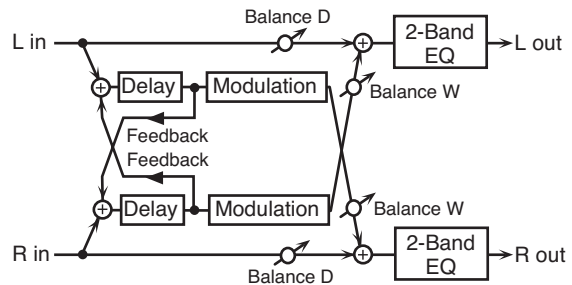 Balance D
L in
2-Band
EQ
L out
Delay
Modulation
Balance W
Feedback
Feedback
Delay
Modulation
Balance W
R in
2-Band
EQ
R out
Balance D